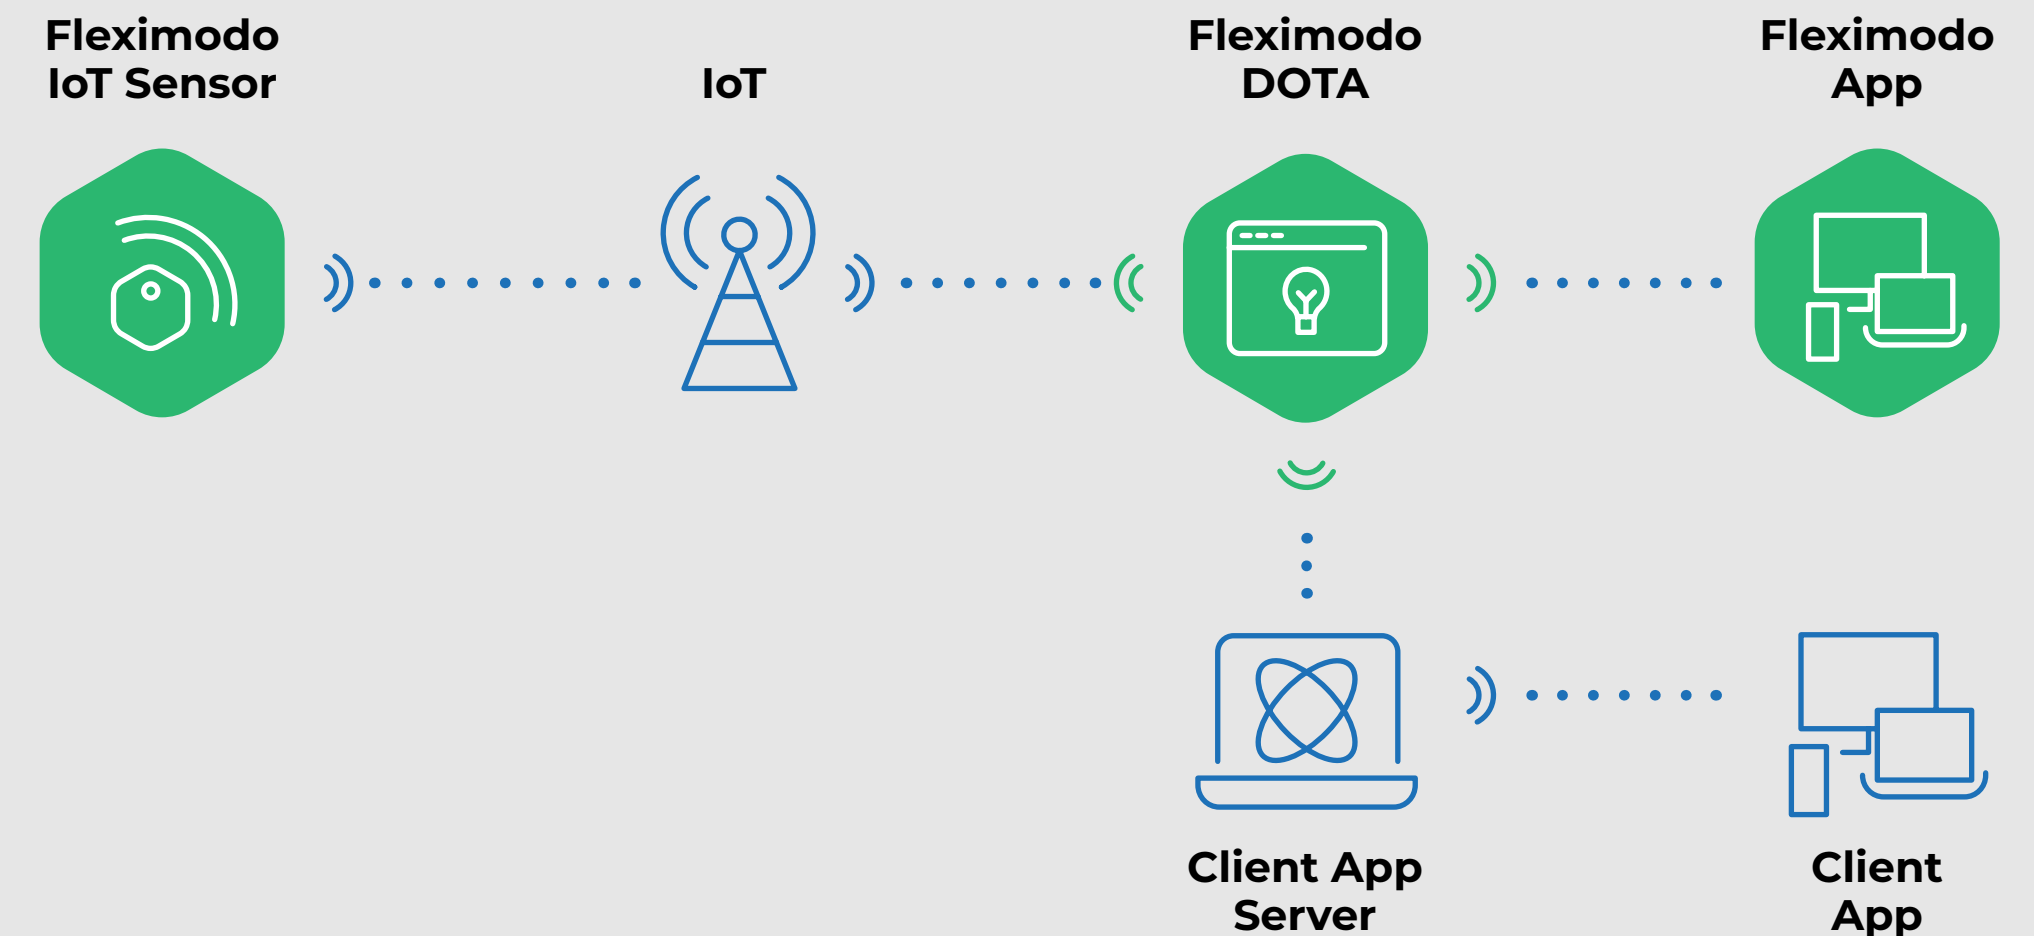 Fleximodo
IoT Sensor
IoT
Fleximodo
DOTA
Fleximodo
App
Client App
Server
Client
App